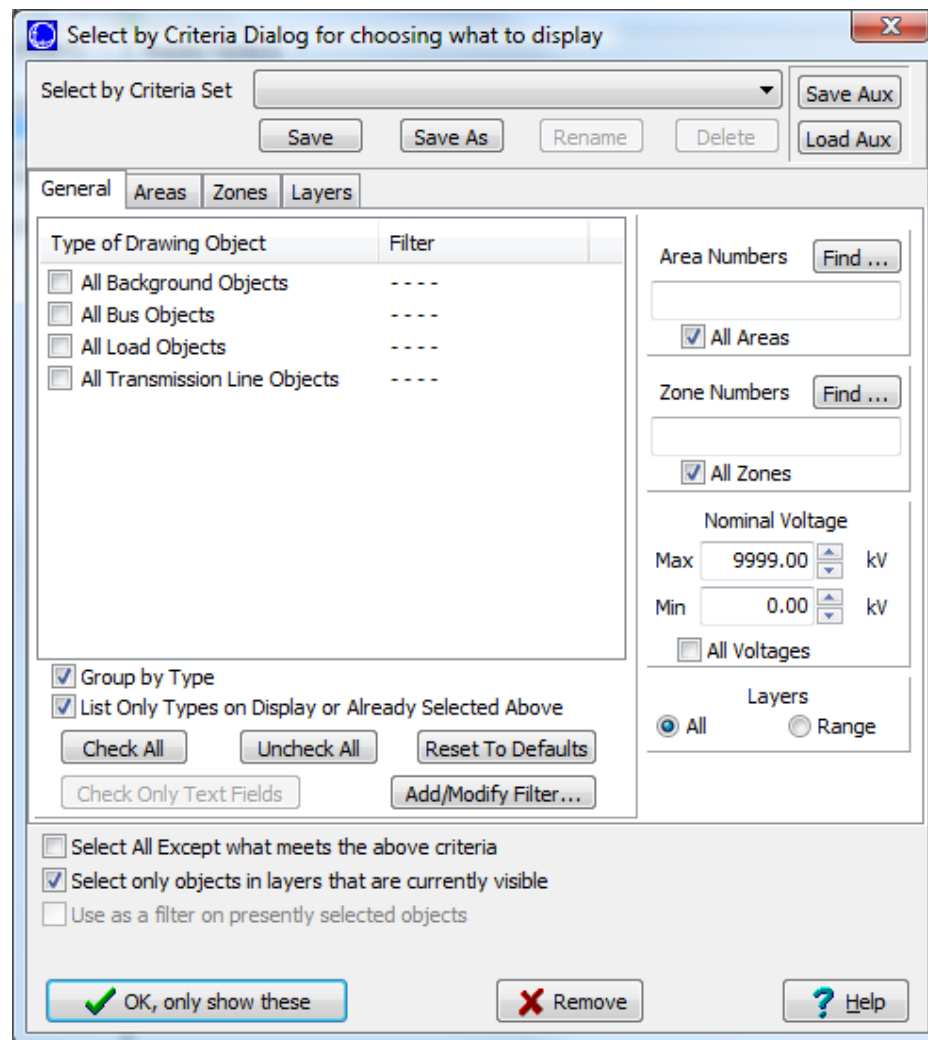 Select by Criteria Dialog for choosing what to display
Select by Criteria Set
Save Aux
Save
Save As
Rename
Delete
Load Aux
General
Areas
Zones
Layers
Type of Drawing Object
Filter
All Background Objects
- - - -
All Bus Objects
- - - -
All Load Objects
- - - -
All Transmission Line Objects
- - - -
Group by Type
List Only Types on Display or Already Selected Above
Check All
Uncheck All
Reset To Defaults
Check Only Text Fields
Add/Modify Filter...
Area Numbers
Find ...
All Areas
Zone Numbers
Find ...
All Zones
Nominal Voltage
Max 9999.00 kV
Min 0.00 kV
All Voltages
Layers
All
Range
Select All Except what meets the above criteria
Select only objects in layers that are currently visible
Use as a filter on presently selected objects
OK, only show these
Remove
? Help